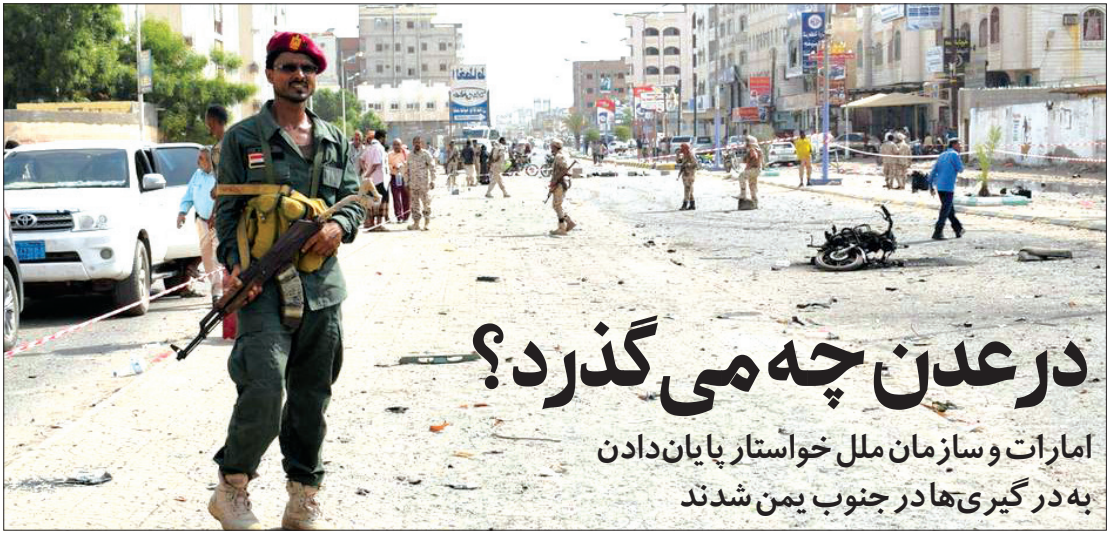 در عدن چه می‌گذرد؟
امارات و سازمان ملل خواستار پایان‌دادن
به درگیری‌ها در جنوب یمن شدند